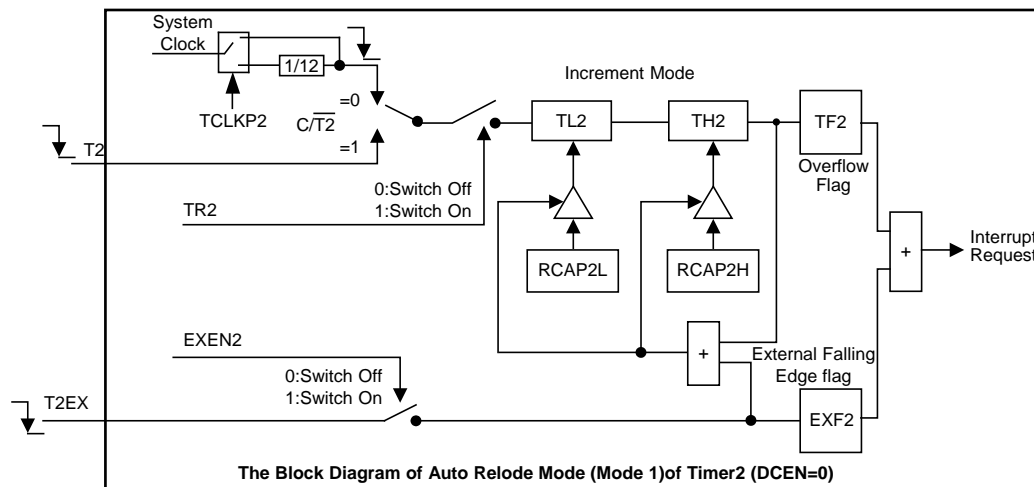 System
Clock
1/12
TCLKP2
=0
C/T2
=1
T2
Increment Mode
TL2
TH2
TF2
Overflow
Flag
0:Switch Off
1:Switch On
TR2
RCAP2L
RCAP2H
+
Interrupt
Request
EXEN2
0:Switch Off
1:Switch On
+
External Falling
Edge flag
T2EX
EXF2
The Block Diagram of Auto Relode Mode (Mode 1)of Timer2 (DCEN=0)